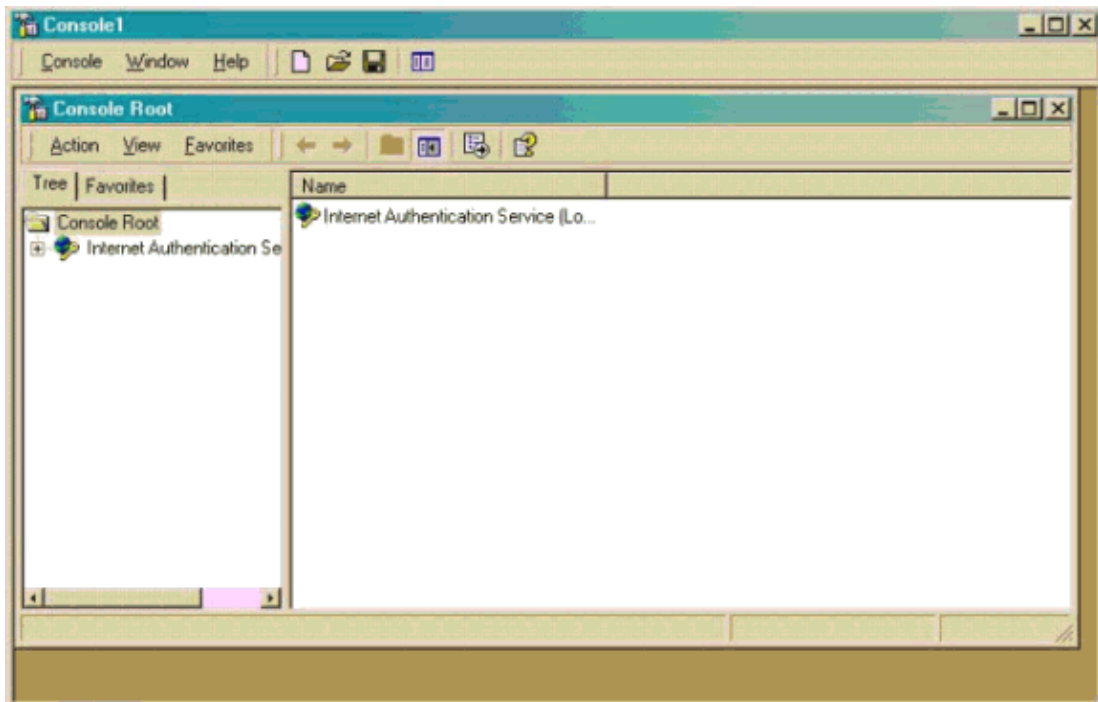 Console1
Console Window Help
Console Root
Action View Favorites
Tree Favorites
Name
Console Root
Internet Authentication Service (Lo...
Internet Authentication Se